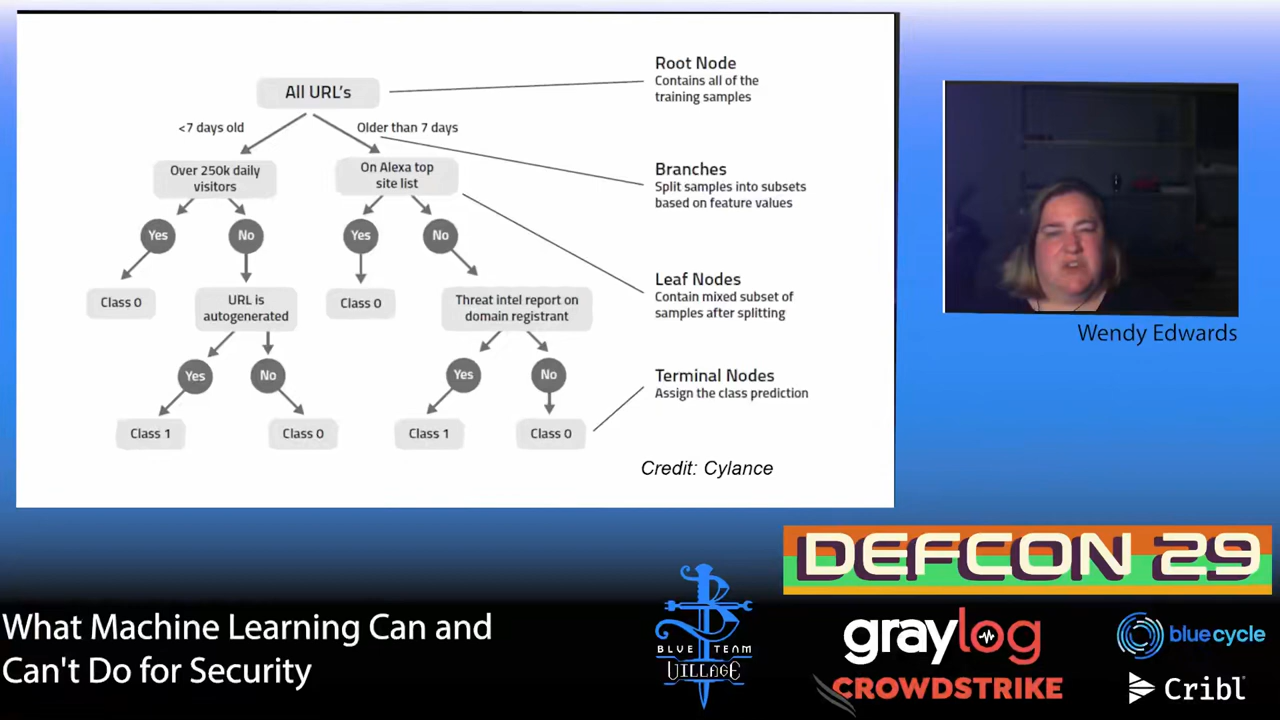 All URL's
<7 days old
Older than 7 days
Over 250k daily
visitors
On Alexa top
site list
Yes
No
Yes
No
Class 0
URL is
autogenerated
Class 0
Threat intel report on
domain registrant
Yes
No
Yes
No
Class 1
Class 0
Class 1
Class 0
Root Node
Contains all of the
training samples
Branches
Split samples into subsets
based on feature values
Leaf Nodes
Contain mixed subset of
samples after splitting
Terminal Nodes
Assign the class prediction
Credit: Cylance
Wendy Edwards
What Machine Learning Can and
Can't Do for Security
BLUE TEAM
VILLAGE
DEFCON 29
graylog
bluecycle
CROWDSTRIKE
Cribl